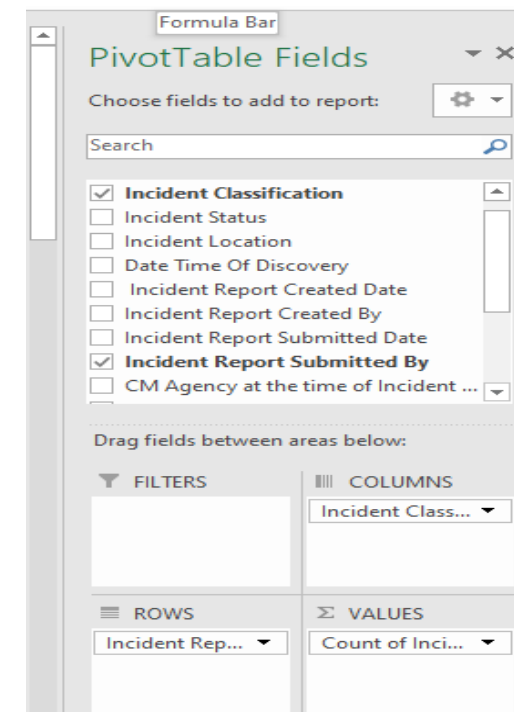 Formula Bar
PivotTable Fields
Choose fields to add to report:
Search
Incident Classification
Incident Status
Incident Location
Date Time Of Discovery
Incident Report Created Date
Incident Report Created By
Incident Report Submitted Date
Incident Report Submitted By
CM Agency at the time of Incident ...
Drag fields between areas below:
FILTERS
COLUMNS
Incident Class...
ROWS
Σ VALUES
Incident Rep...
Count of Inci...